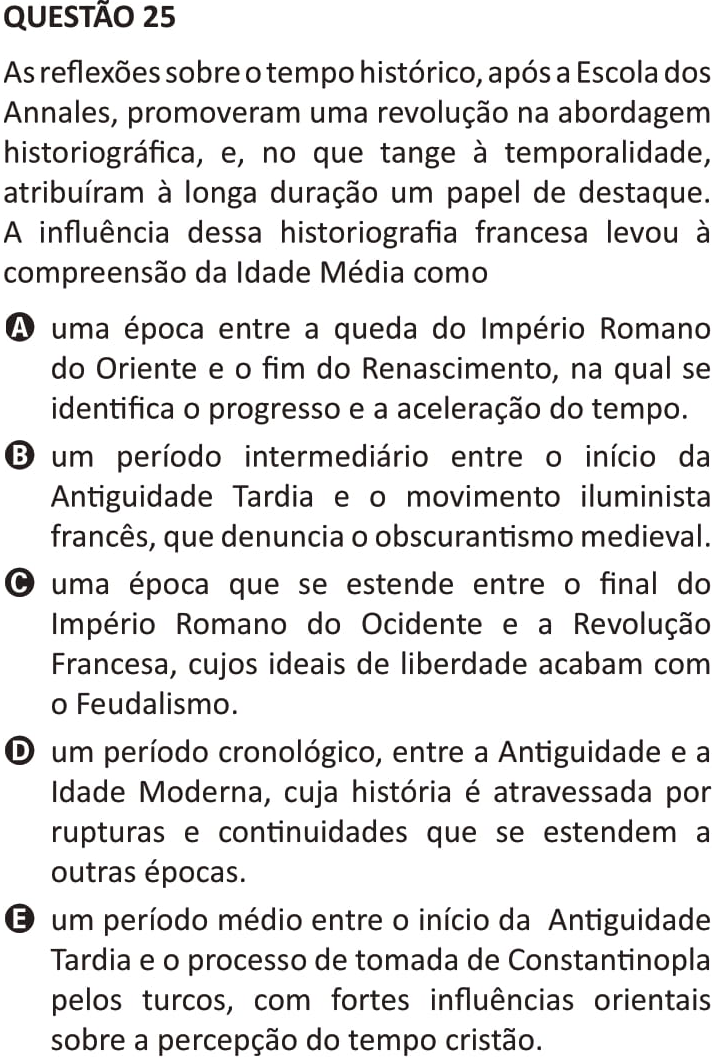 QUESTÃO 25
As reflexões sobre o tempo histórico, após a Escola dos
Annales, promoveram uma revolução na abordagem
historiográfica, e, no que tange à temporalidade,
atribuíram à longa duração um papel de destaque.
A influência dessa historiografia francesa levou à
compreensão da Idade Média como
A uma época entre a queda do Império Romano
do Oriente e o fim do Renascimento, na qual se
identifica o progresso e a aceleração do tempo.
B um período intermediário entre o início da
Antiguidade Tardia e o movimento iluminista
francês, que denuncia o obscurantismo medieval.
C uma época que se estende entre o final do
Império Romano do Ocidente e a Revolução
Francesa, cujos ideais de liberdade acabam com
o Feudalismo.
D um período cronológico, entre a Antiguidade e a
Idade Moderna, cuja história é atravessada por
rupturas e continuidades que se estendem a
outras épocas.
E um período médio entre o início da Antiguidade
Tardia e o processo de tomada de Constantinopla
pelos turcos, com fortes influências orientais
sobre a percepção do tempo cristão.